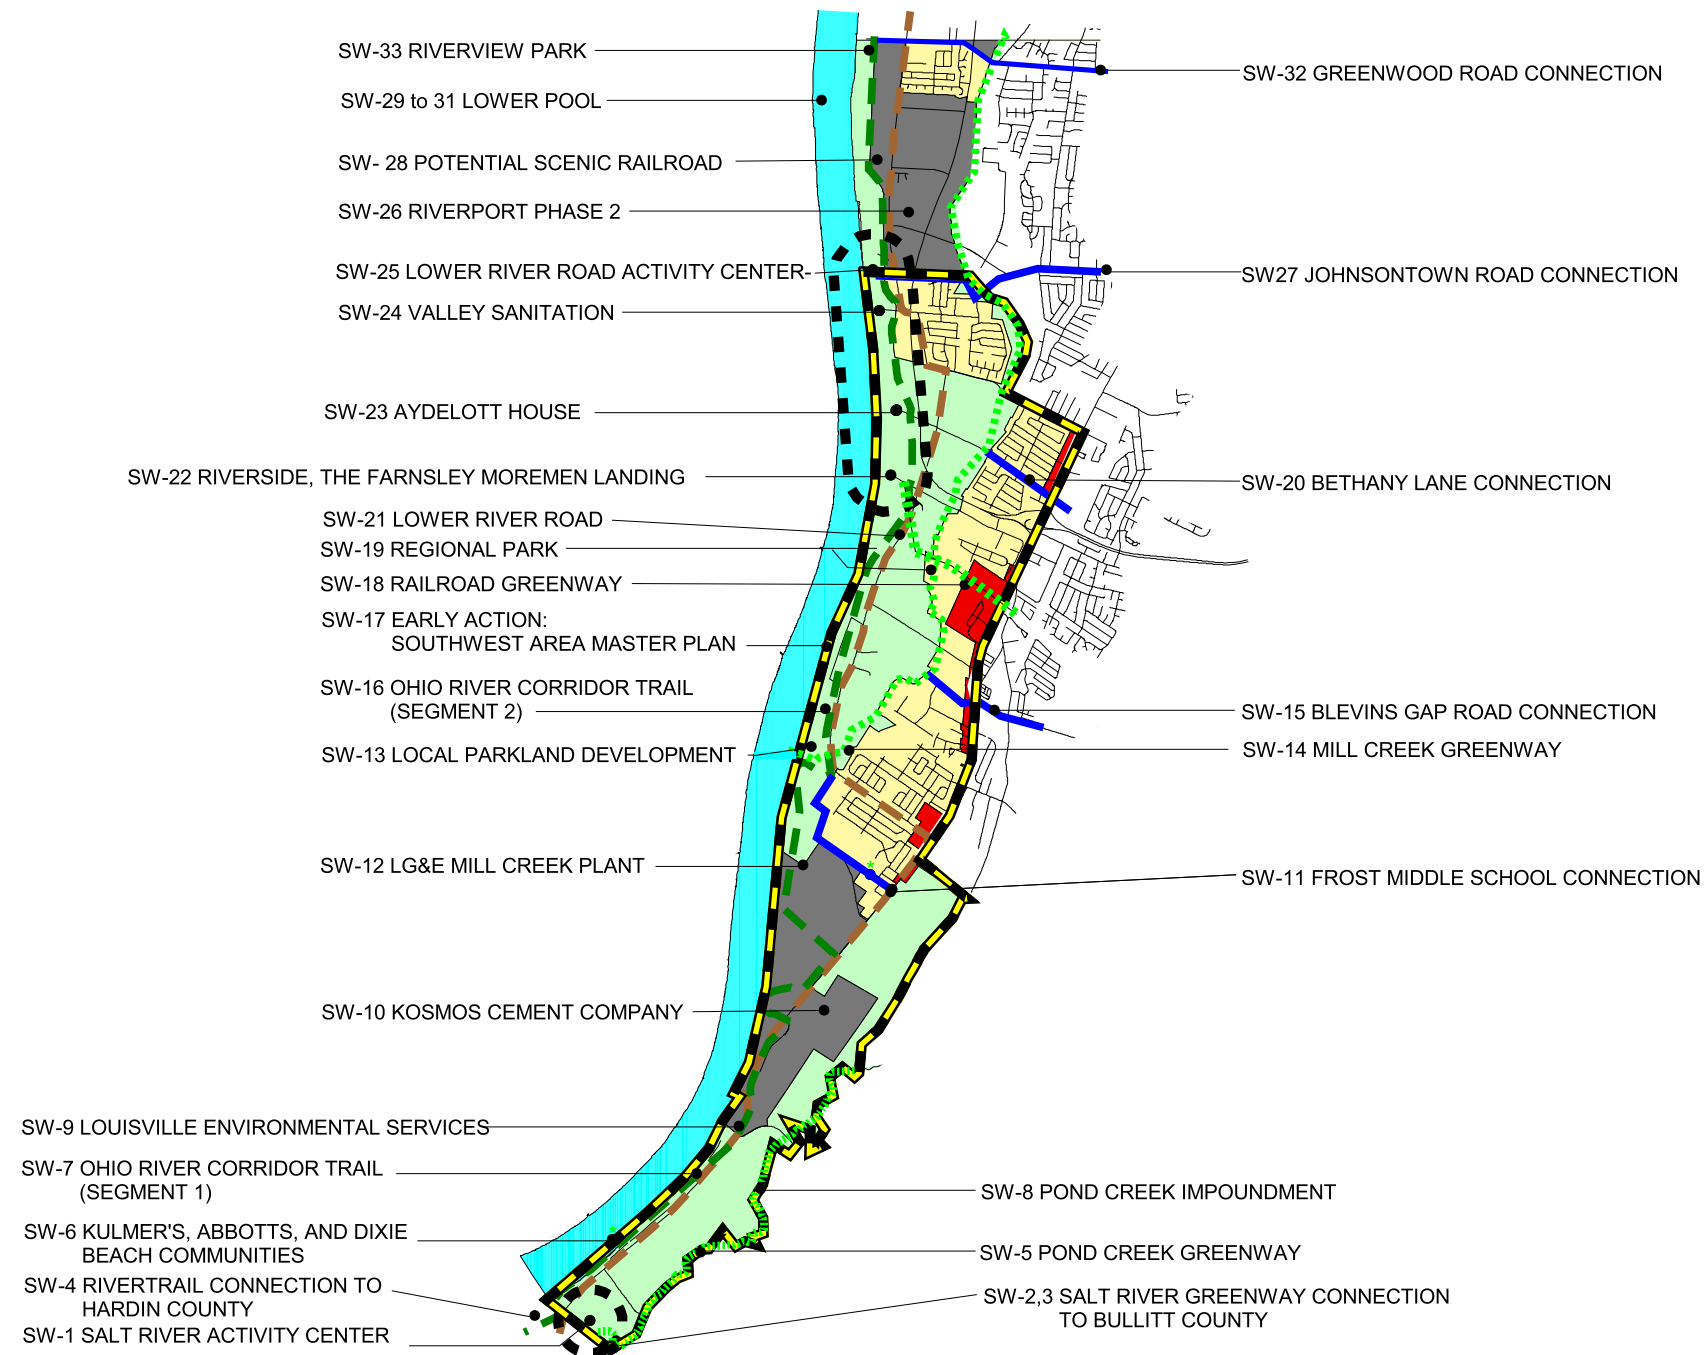 SW-33 RIVERVIEW PARK
SW-29 to 31 LOWER POOL
SW- 28 POTENTIAL SCENIC RAILROAD
SW-26 RIVERPORT PHASE 2
SW-25 LOWER RIVER ROAD ACTIVITY CENTER
SW-24 VALLEY SANITATION
SW-23 AYDELOTT HOUSE
SW-22 RIVERSIDE, THE FARNSLEY MOREMEN LANDING
SW-21 LOWER RIVER ROAD
SW-19 REGIONAL PARK
SW-18 RAILROAD GREENWAY
SW-17 EARLY ACTION:
SOUTHWEST AREA MASTER PLAN
SW-16 OHIO RIVER CORRIDOR TRAIL
(SEGMENT 2)
SW-13 LOCAL PARKLAND DEVELOPMENT
SW-12 LG&E MILL CREEK PLANT
SW-10 KOSMOS CEMENT COMPANY
SW-9 LOUISVILLE ENVIRONMENTAL SERVICES
SW-7 OHIO RIVER CORRIDOR TRAIL
(SEGMENT 1)
SW-6 KULMER'S, ABBOTTS, AND DIXIE
BEACH COMMUNITIES
SW-4 RIVERTRAIL CONNECTION TO
HARDIN COUNTY
SW-1 SALT RIVER ACTIVITY CENTER
SW-32 GREENWOOD ROAD CONNECTION
SW27 JOHNSONTOWN ROAD CONNECTION
SW-20 BETHANY LANE CONNECTION
SW-15 BLEVINS GAP ROAD CONNECTION
SW-14 MILL CREEK GREENWAY
SW-11 FROST MIDDLE SCHOOL CONNECTION
SW-8 POND CREEK IMPOUNDMENT
SW-5 POND CREEK GREENWAY
SW-2,3 SALT RIVER GREENWAY CONNECTION
TO BULLITT COUNTY